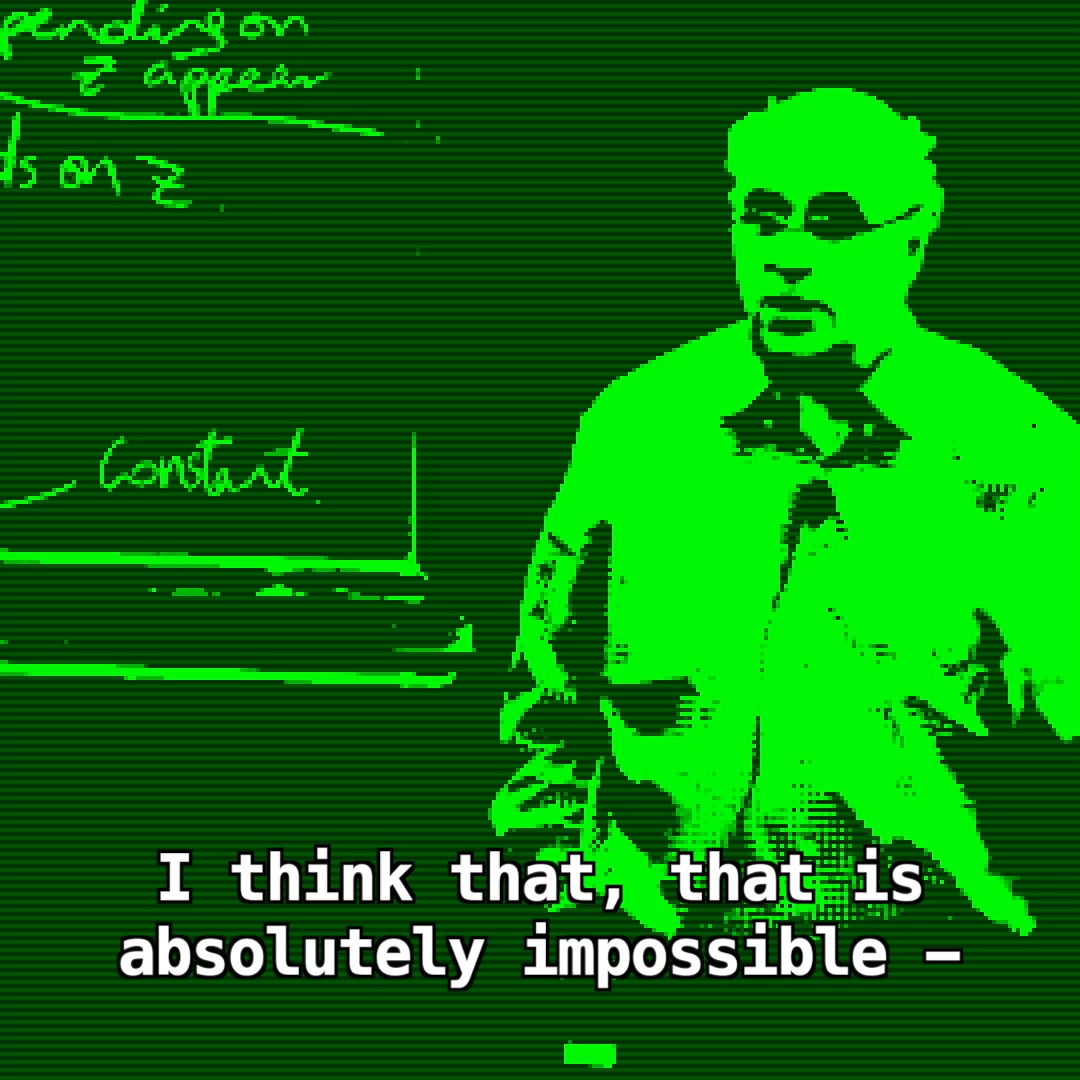 pending on
z appear
ds on z
Constant
I think that, that is
absolutely impossible –